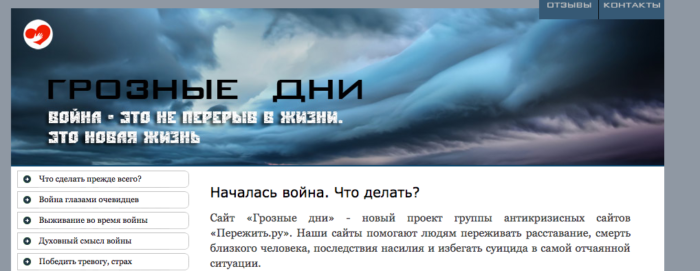 ОТЗЫВЫ КОНТАКТЫ
ГРОЗНЫЕ ДНИ
ВОЙНА - ЭТО НЕ ПЕРЕРЫВ В ЖИЗНИ.
ЭТО НОВАЯ ЖИЗНЬ
Что сделать прежде всего?
Война глазами очевидцев
Выживание во время войны
Духовный смысл войны
Победить тревогу, страх
Началась война. Что делать?
Сайт «Грозные дни» - новый проект группы антикризисных сайтов
«Пережить.ру». Наши сайты помогают людям переживать расставание, смерть
близкого человека, последствия насилия и избегать суицида в самой отчаянной
ситуации.